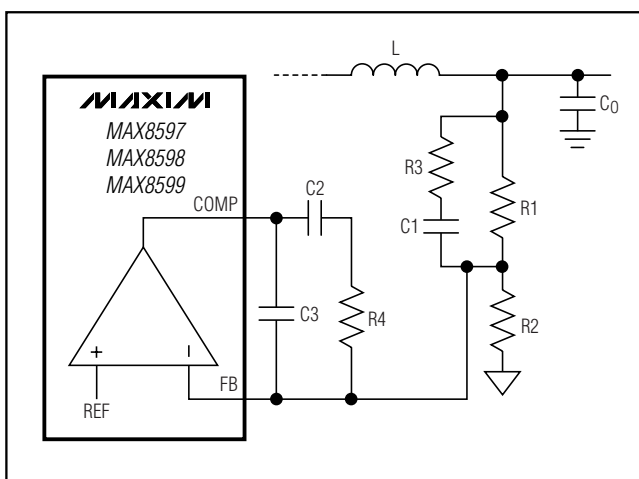 L
C0
MAXIM
MAX8597
MAX8598
MAX8599
R3
COMP
C2
C1
R1
C3
R4
R2
+
–
REF
FB